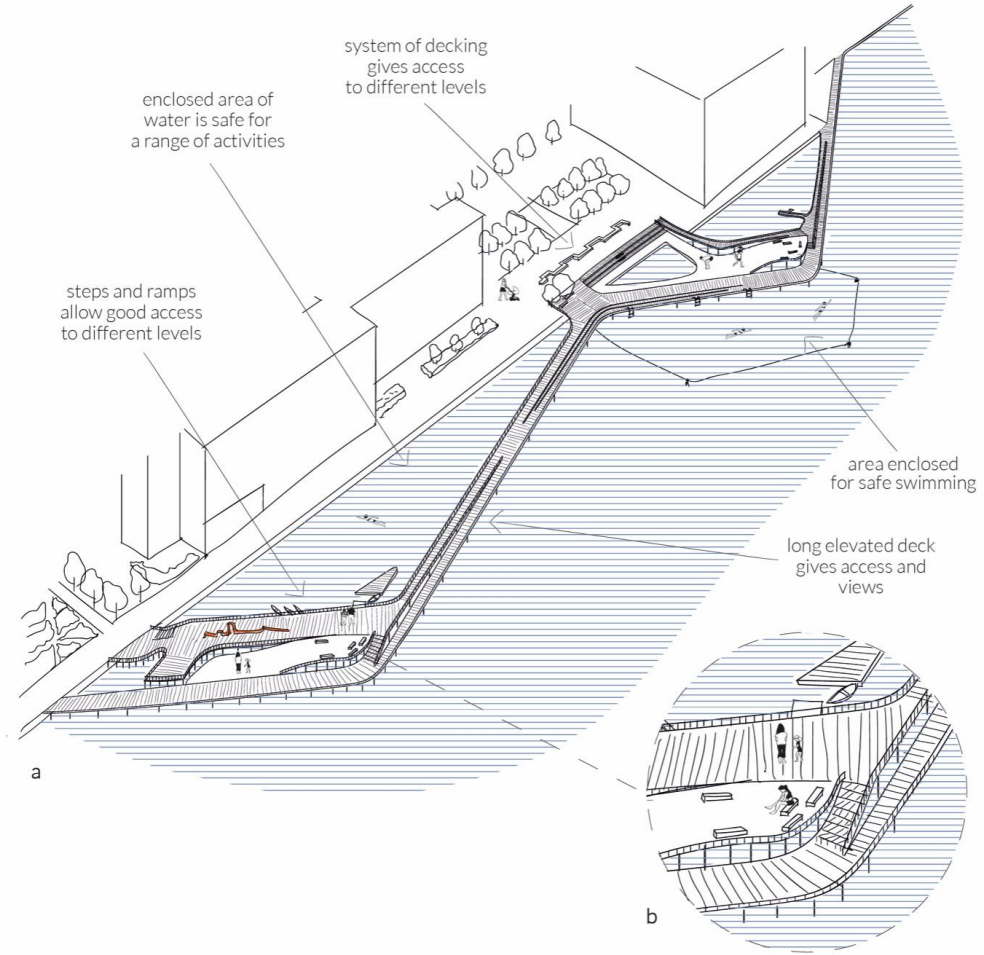 system of decking
gives access
to different levels
enclosed area of
water is safe for
a range of activities
steps and ramps
allow good access
to different levels
area enclosed
for safe swimming
long elevated deck
gives access and
views
a
b